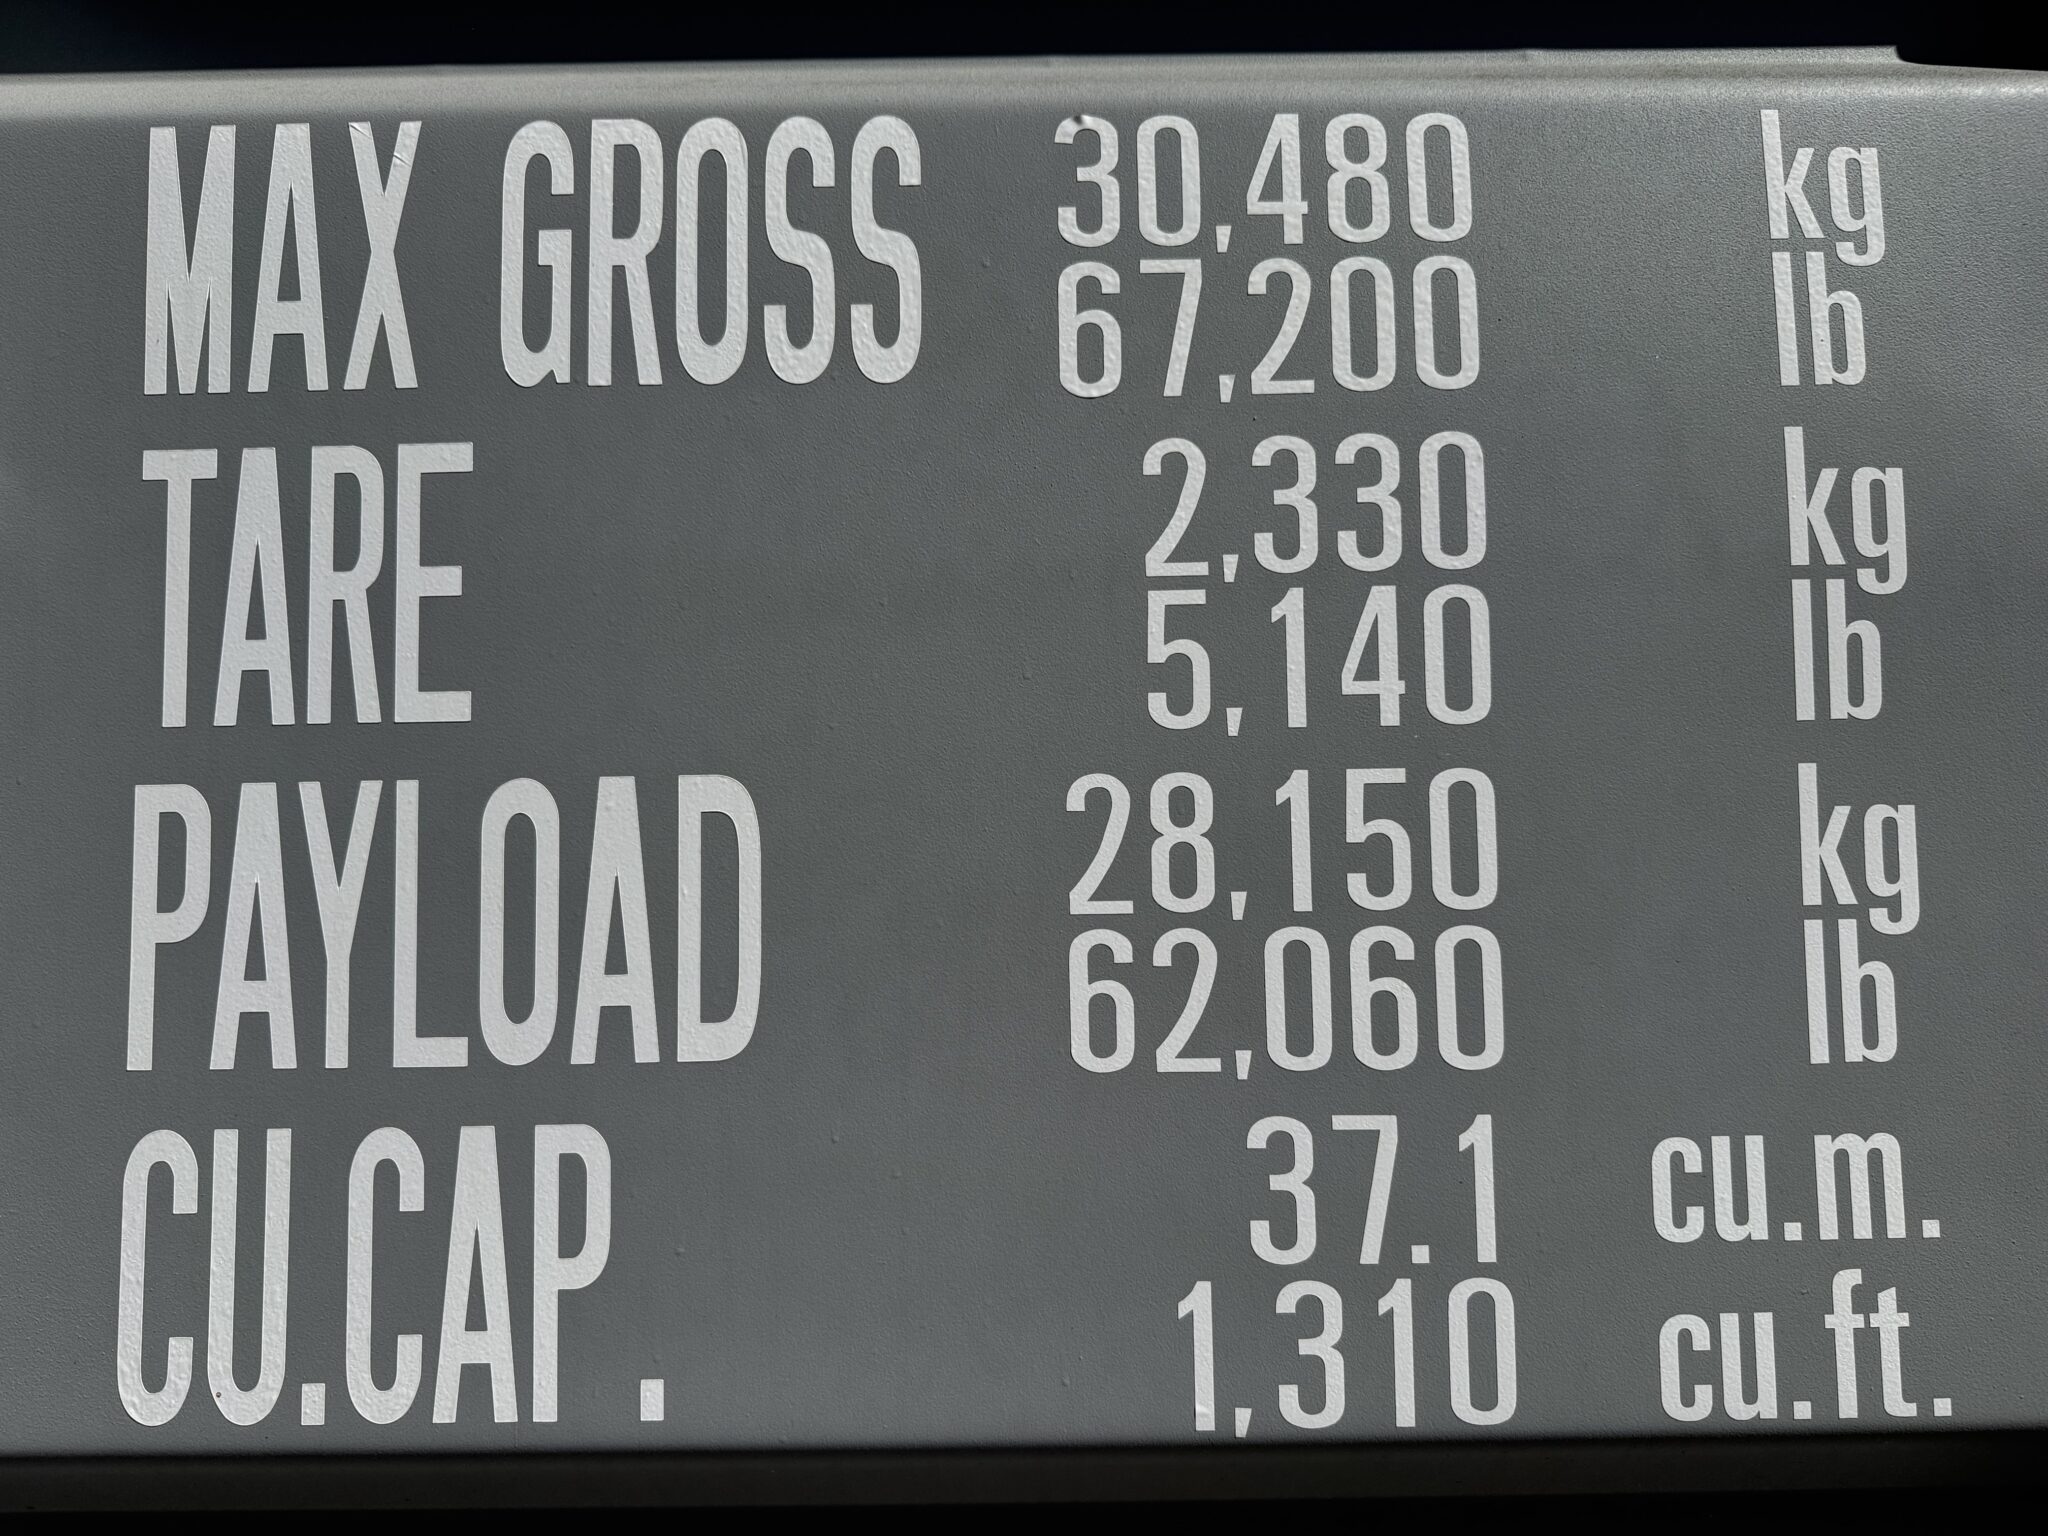 MAX GROSS 30,480 kg
67,200 lb
TARE 2,330 kg
5,140 lb
PAYLOAD 28,150 kg
62,060 lb
CU.CAP. 37.1 cu.m.
1,310 cu.ft.